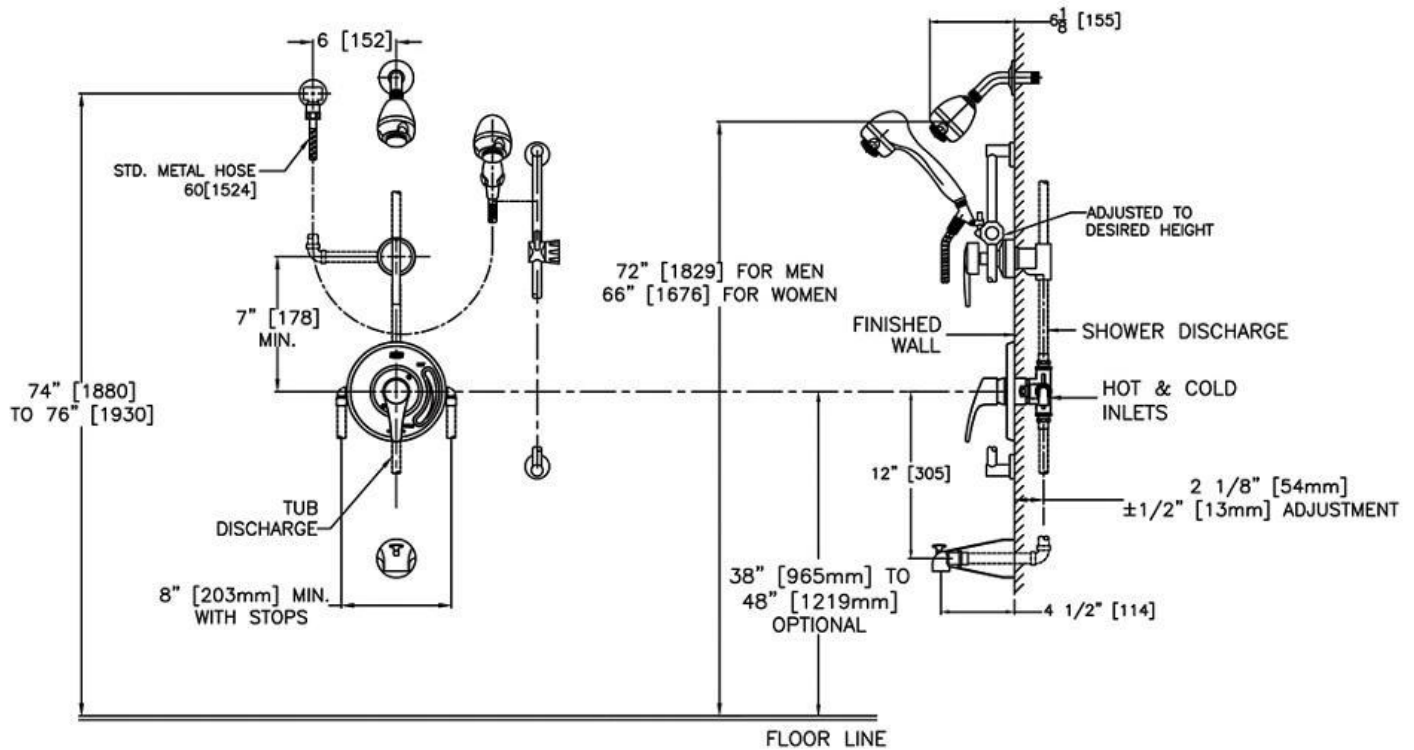 6 [152]
6 1/8 [155]
STD. METAL HOSE
60[1524]
ADJUSTED TO
DESIRED HEIGHT
72" [1829] FOR MEN
66" [1676] FOR WOMEN
7" [178]
MIN.
FINISHED
WALL
SHOWER DISCHARGE
74" [1880]
TO 76" [1930]
HOT & COLD
INLETS
12" [305]
2 1/8" [54mm]
±1/2" [13mm] ADJUSTMENT
TUB
DISCHARGE
8" [203mm] MIN.
WITH STOPS
38" [965mm] TO
48" [1219mm]
OPTIONAL
4 1/2" [114]
FLOOR LINE